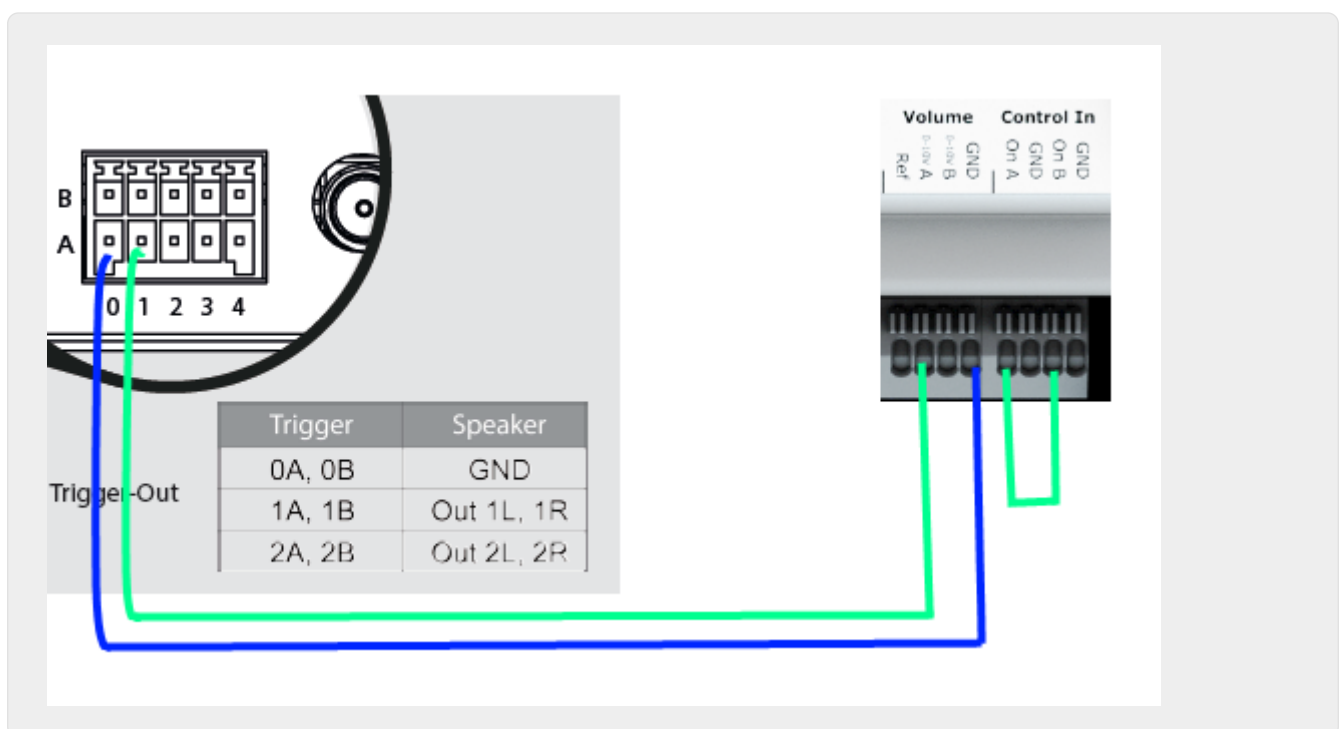 Volume Control In
Ref
0-10V A
0-10V B
GND
On A
GND
On B
GND
B
A
0 1 2 3 4
Trigger Speaker
0A, 0B GND
Trigger-Out
1A, 1B Out 1L, 1R
2A, 2B Out 2L, 2R